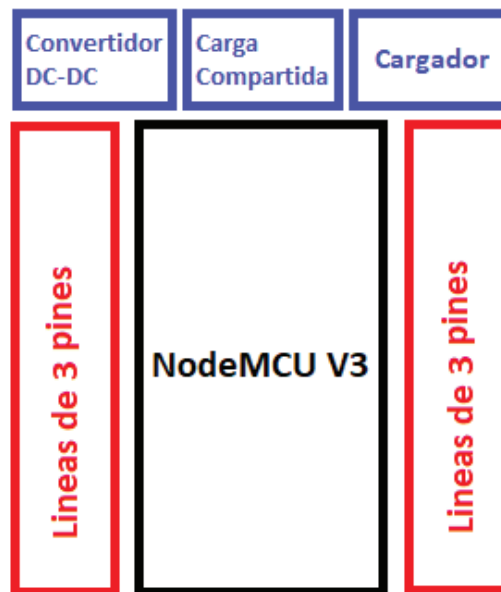 Convertidor
DC-DC
Carga
Compartida
Cargador
Lineas de 3 pines
NodeMCU V3
Lineas de 3 pines